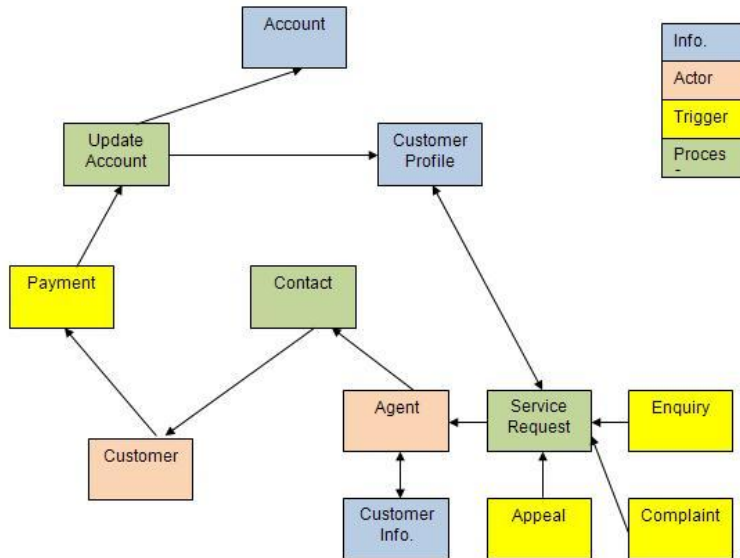 Account
Info.
Actor
Trigger
Proces
-
Update
Account
Customer
Profile
Payment
Contact
Agent
Service
Request
Enquiry
Customer
Customer
Info.
Appeal
Complaint